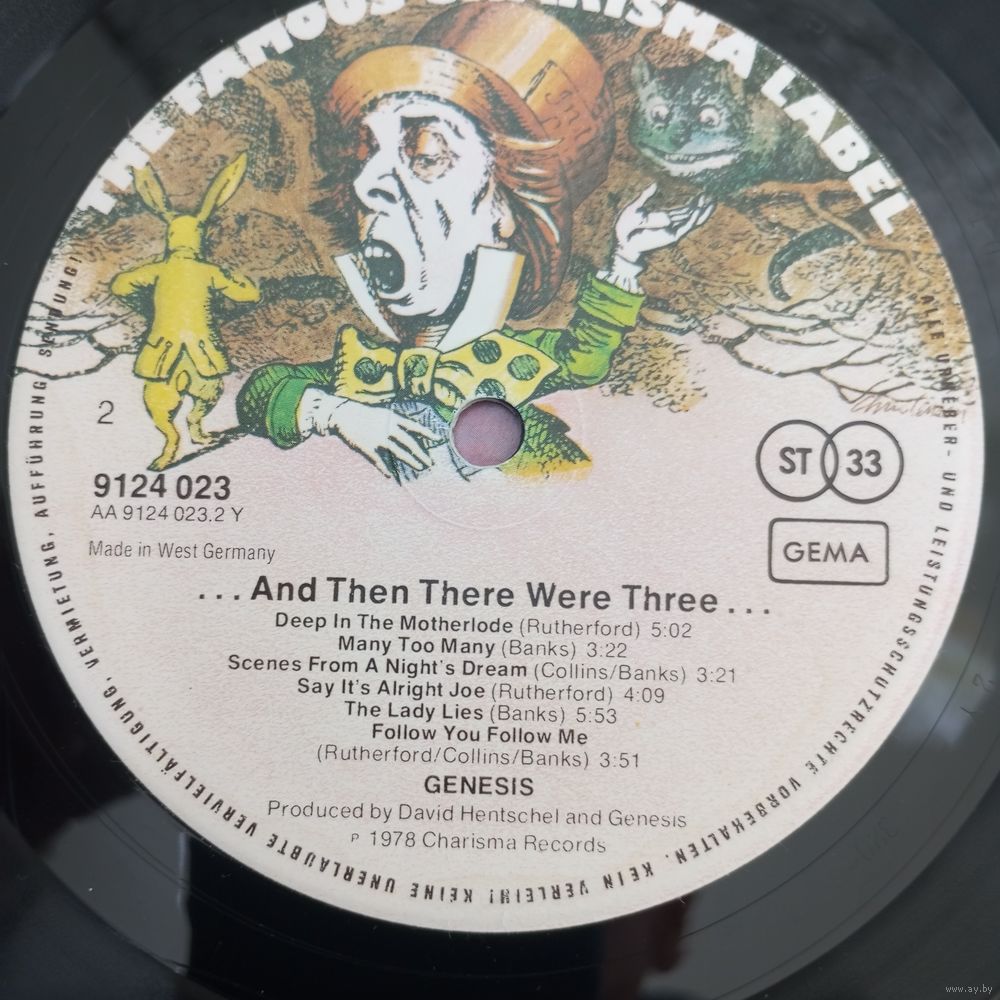 THE FAMOUS CHARISMA LABEL
2
9124 023
AA 9124 023.2 Y
Made in West Germany
ST 33
GEMA
...And Then There Were Three...
Deep In The Motherlode (Rutherford) 5:02
Many Too Many (Banks) 3:22
Scenes From A Night's Dream (Collins/Banks) 3:21
Say It's Alright Joe (Rutherford) 4:09
The Lady Lies (Banks) 5:53
Follow You Follow Me
(Rutherford/Collins/Banks) 3:51
GENESIS
Produced by David Hentschel and Genesis
℗ 1978 Charisma Records
ALLE URHEBER- UND LEISTUNGSSCHUTZRECHTE VORBEHALTEN. KEIN VERLEIH! KEINE UNERLAUBTE VERVIELFÄLTIGUNG, VERMIETUNG, AUFFÜHRUNG, SENDUNG!
www.ay.by